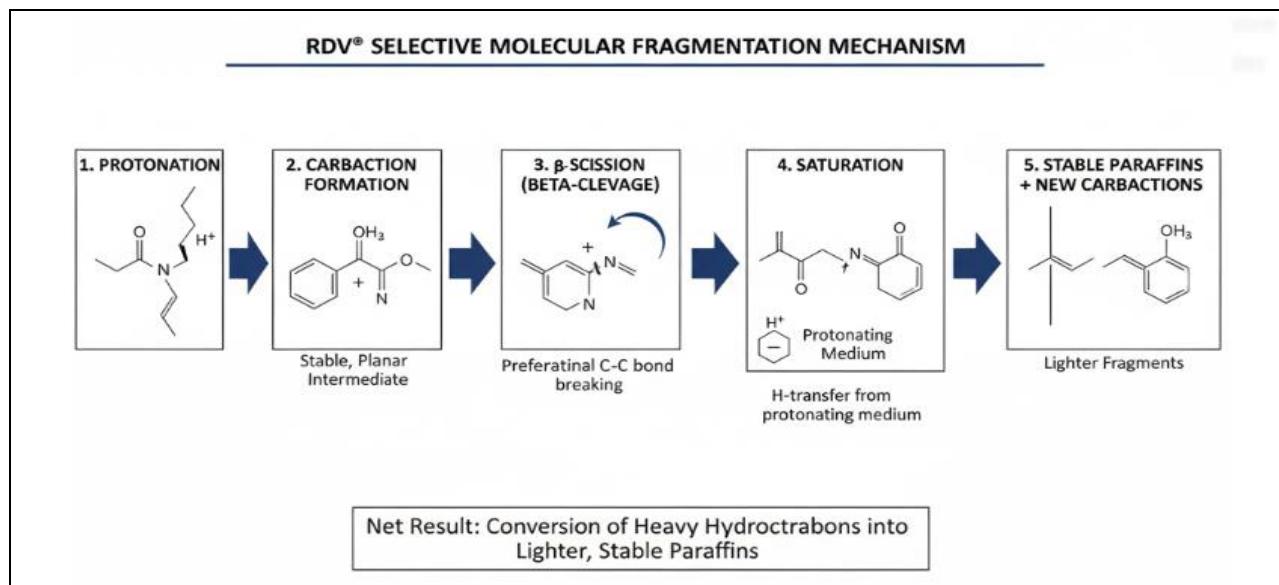 RDV® SELECTIVE MOLECULAR FRAGMENTATION MECHANISM
1. PROTONATION
O
H⁺
N
2. CARBACTION
FORMATION
OH₃
O
+
N
Stable, Planar
Intermediate
3. β-SCISSION
(BETA-CLEVAGE)
+
N
N
Preferatinal C-C bond
breaking
4. SATURATION
O
N
O
H⁺
−
Protonating
Medium
H-transfer from
protonating medium
5. STABLE PARAFFINS
+ NEW CARBACTIONS
OH₃
Lighter Fragments
Net Result: Conversion of Heavy Hydroctrabons into
Lighter, Stable Paraffins